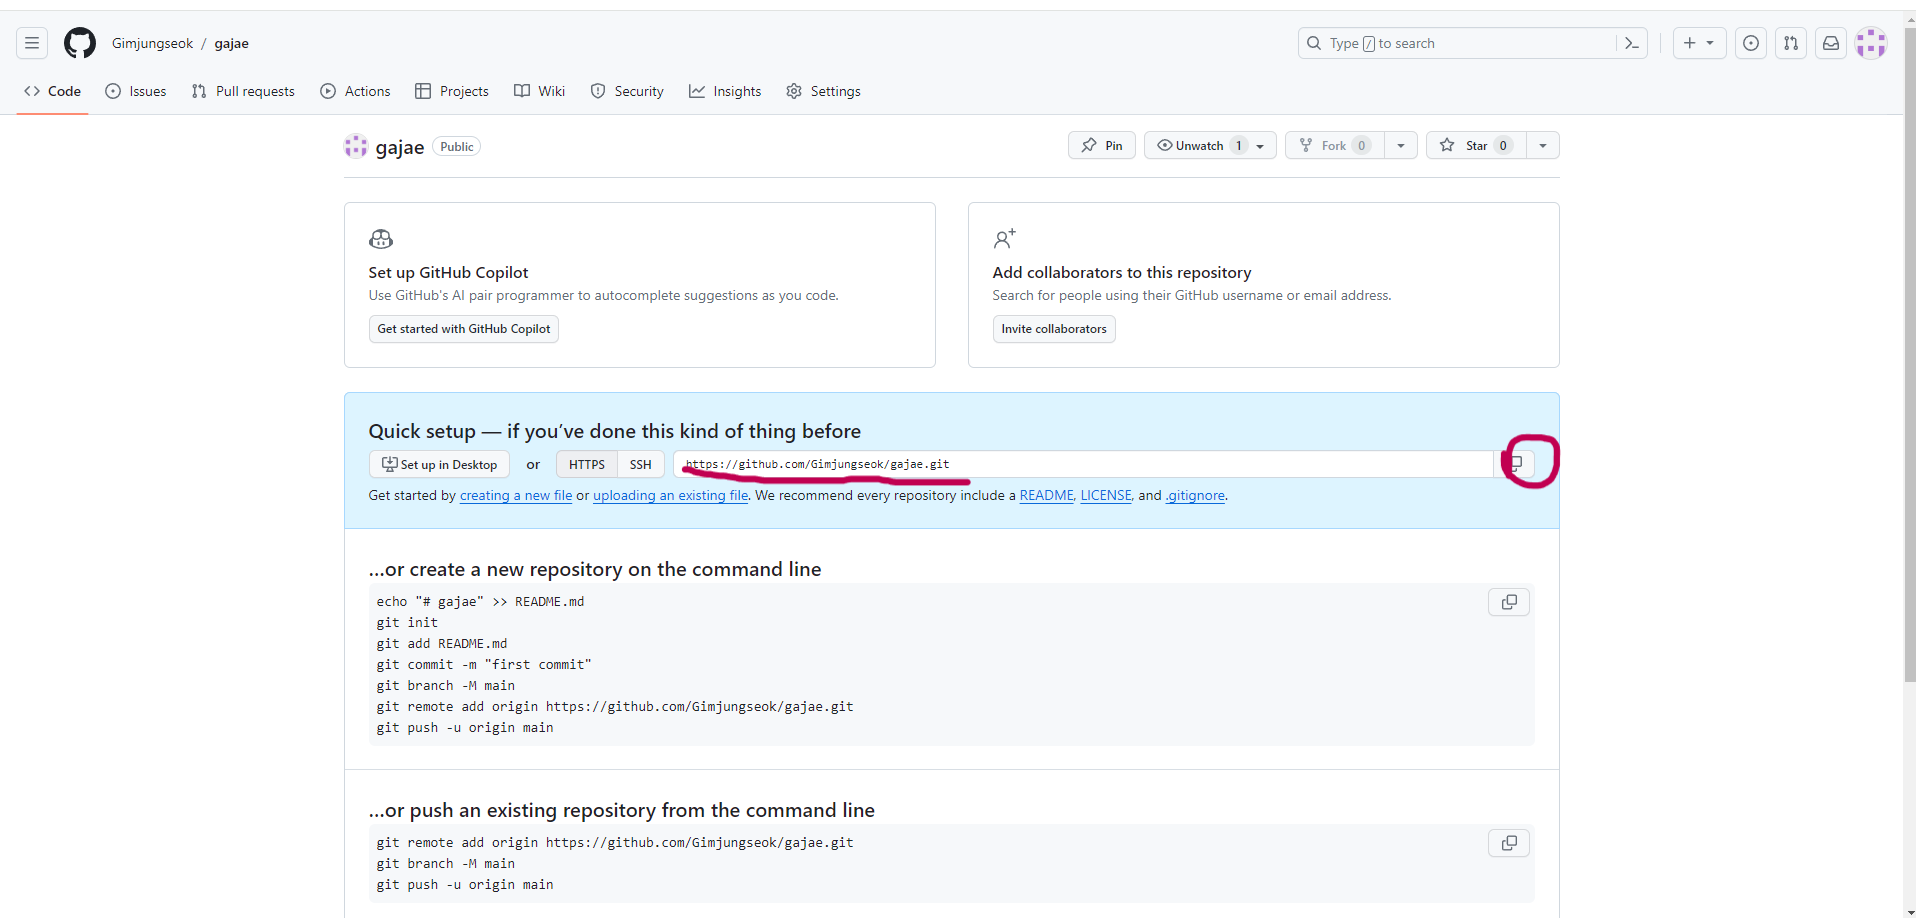 Gimjungseok / gajae
Type / to search
Code Issues Pull requests Actions Projects Wiki Security Insights Settings
gajae Public
Pin Unwatch 1 Fork 0 Star 0
Set up GitHub Copilot
Use GitHub's AI pair programmer to autocomplete suggestions as you code.
Get started with GitHub Copilot
Add collaborators to this repository
Search for people using their GitHub username or email address.
Invite collaborators
Quick setup — if you've done this kind of thing before
Set up in Desktop or HTTPS SSH https://github.com/Gimjungseok/gajae.git
Get started by creating a new file or uploading an existing file. We recommend every repository include a README, LICENSE, and .gitignore.
...or create a new repository on the command line
echo "# gajae" >> README.md
git init
git add README.md
git commit -m "first commit"
git branch -M main
git remote add origin https://github.com/Gimjungseok/gajae.git
git push -u origin main
...or push an existing repository from the command line
git remote add origin https://github.com/Gimjungseok/gajae.git
git branch -M main
git push -u origin main